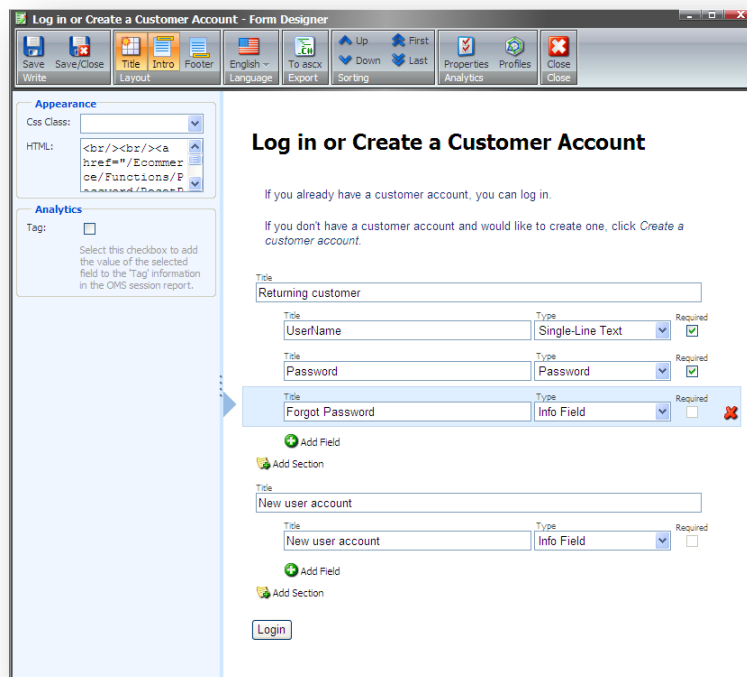 Log in or Create a Customer Account - Form Designer
Save Save/Close Title Intro Footer English To ascx Up First Down Last Properties Profiles Close
Write Layout Language Export Sorting Analytics Close
Appearance
Css Class:
HTML:
<br/><br/><a
href="/Ecommer
ce/Functions/P
Analytics
Tag:
Select this checkbox to add
the value of the selected
field to the 'Tag' information
in the OMS session report.
Log in or Create a Customer Account
If you already have a customer account, you can log in.
If you don't have a customer account and would like to create one, click Create a
customer account.
Title
Returning customer
Title Type Required
UserName Single-Line Text
Title Type Required
Password Password
Title Type Required
Forgot Password Info Field
Add Field
Add Section
Title
New user account
Title Type Required
New user account Info Field
Add Field
Add Section
Login